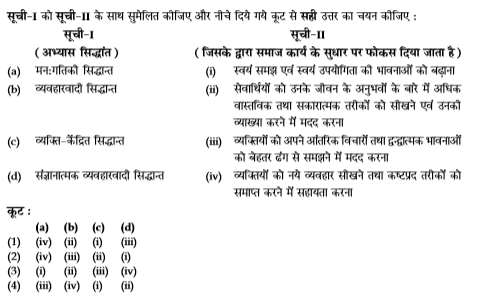 सूची-I को सूची-II के साथ सुमेलित कीजिए और नीचे दिये गये कूट से सही उत्तर का चयन कीजिए :
सूची-I सूची-II
( अभ्यास सिद्धांत ) ( जिसके द्वारा समाज कार्य के सुधार पर फोकस दिया जाता है )
(a) मन:गतिकी सिद्धान्त (i) स्वयं समझ एवं स्वयं उपयोगिता की भावनाओं को बढ़ाना
(b) व्यवहारवादी सिद्धान्त (ii) सेवार्थियों को उनके जीवन के अनुभवों के बारे में अधिक
वास्तविक तथा सकारात्मक तरीकों को सीखने एवं उनकी
व्याख्या करने में मदद करना
(c) व्यक्ति-केंद्रित सिद्धान्त (iii) व्यक्तियों को अपने आंतरिक विचारों तथा द्वन्द्वात्मक भावनाओं
को बेहतर ढंग से समझने में मदद करना
(d) संज्ञानात्मक व्यवहारवादी सिद्धान्त (iv) व्यक्तियों को नये व्यवहार सीखने तथा कष्टप्रद तरीकों को
समाप्त करने में सहायता करना
कूट :
(a) (b) (c) (d)
(1) (iv) (ii) (i) (iii)
(2) (iv) (iii) (ii) (i)
(3) (i) (ii) (iii) (iv)
(4) (iii) (iv) (i) (ii)